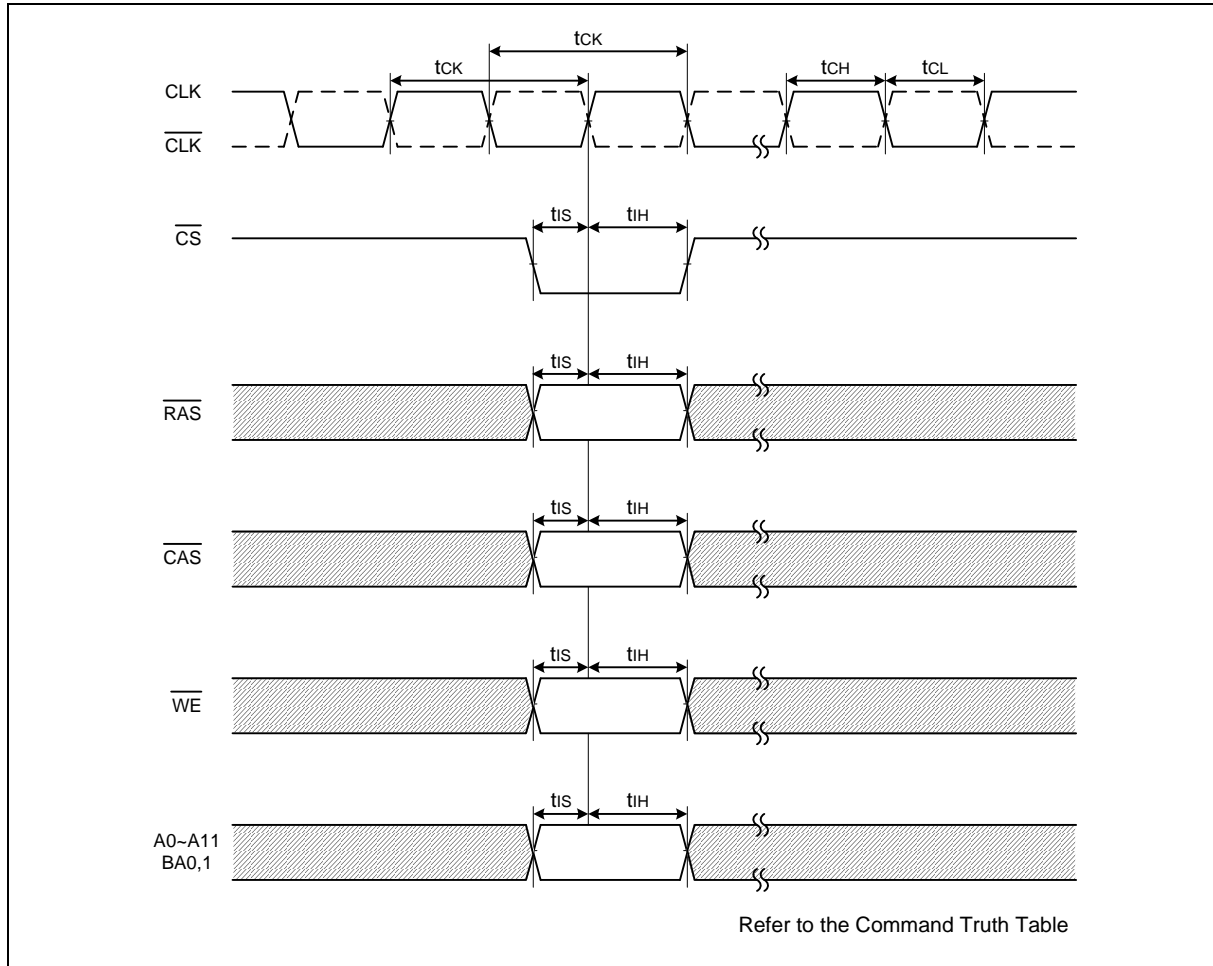 tCK
tCK
tCH
tCL
CLK
CLK
tIS
tIH
CS
tIS
tIH
RAS
tIS
tIH
CAS
tIS
tIH
WE
tIS
tIH
A0~A11
BA0,1
Refer to the Command Truth Table